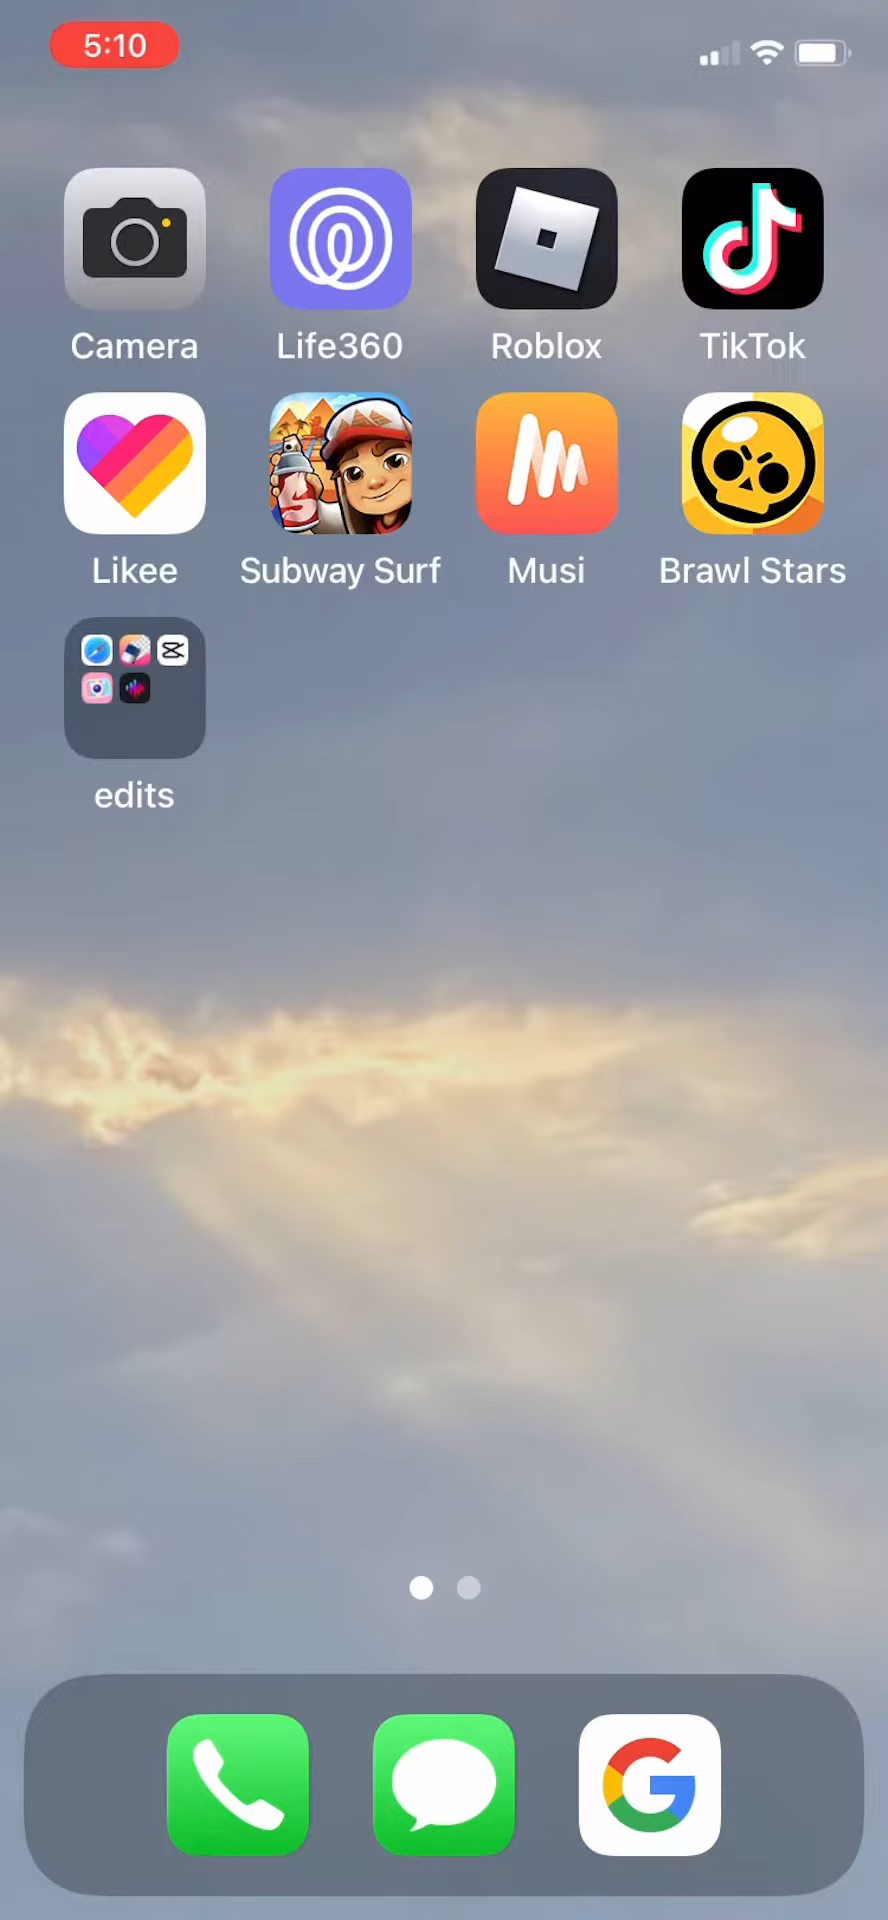 5:10
Camera
Life360
Roblox
TikTok
Likee
Subway Surf
Musi
Brawl Stars
edits